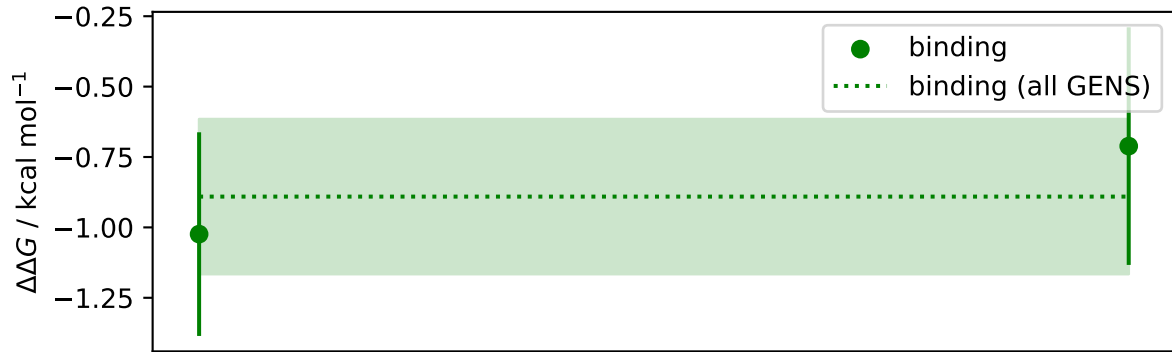 −0.25
−0.50
−0.75
−1.00
−1.25
ΔΔG / kcal mol⁻¹
binding
binding (all GENS)